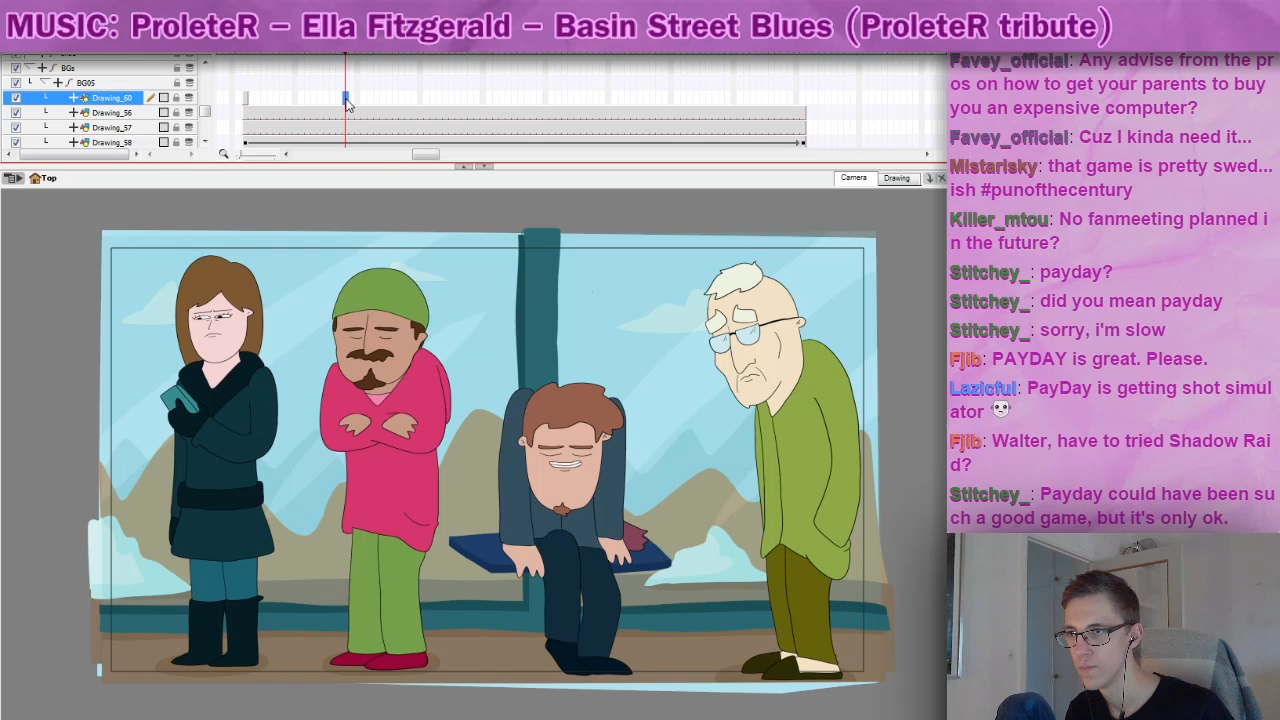 MUSIC: ProleteR – Ella Fitzgerald – Basin Street Blues (ProleteR tribute)
BGs
BG05
Drawing_60
Drawing_56
Drawing_57
Drawing_58
Top
Camera
Drawing
Favey_official: Any advise from the pr
os on how to get your parents to buy
you an expensive computer?
Favey_official: Cuz I kinda need it...
Mistarisky: that game is pretty swed...
ish #punofthecentury
Killer_mtou: No fanmeeting planned i
n the future?
Stitchey_: payday?
Stitchey_: did you mean payday
Stitchey_: sorry, i'm slow
Fjib: PAYDAY is great. Please.
Lazicful: PayDay is getting shot simul
ator
Fjib: Walter, have to tried Shadow Rai
d?
Stitchey_: Payday could have been su
ch a good game, but it's only ok.